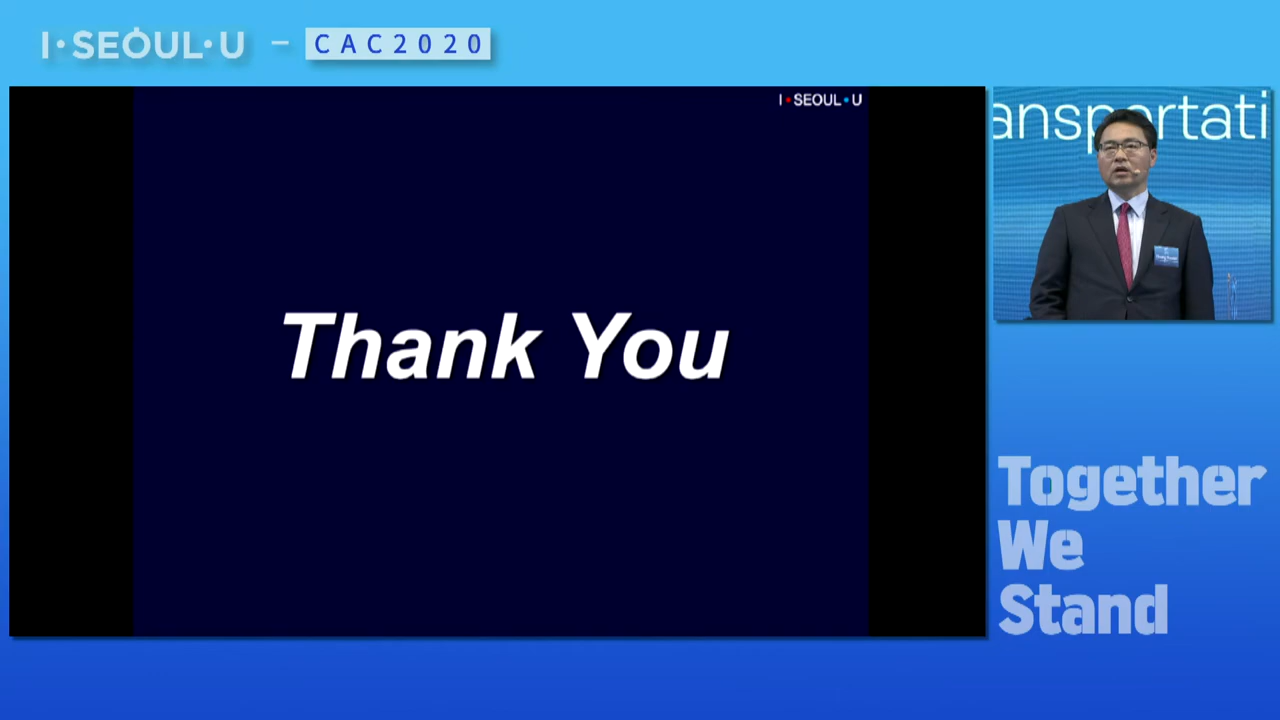 I·SEOUL·U – CAC2020
I·SEOUL·U
Thank You
ansportati
Together
We
Stand